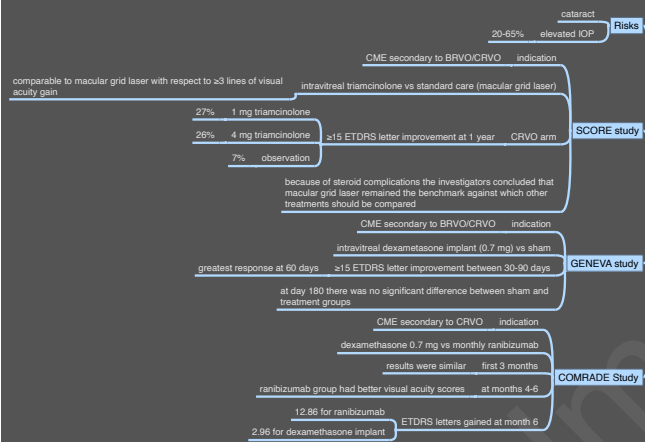 cataract
Risks
20-65% elevated IOP
CME secondary to BRVO/CRVO indication
comparable to macular grid laser with respect to ≥3 lines of visual
acuity gain
intravitreal triamcinolone vs standard care (macular grid laser)
27% 1 mg triamcinolone
26% 4 mg triamcinolone
≥15 ETDRS letter improvement at 1 year CRVO arm
SCORE study
7% observation
because of steroid complications the investigators concluded that
macular grid laser remained the benchmark against which other
treatments should be compared
CME secondary to BRVO/CRVO indication
intravitreal dexametasone implant (0.7 mg) vs sham
GENEVA study
greatest response at 60 days ≥15 ETDRS letter improvement between 30-90 days
at day 180 there was no significant difference between sham and
treatment groups
CME secondary to CRVO indication
dexamethasone 0.7 mg vs monthly ranibizumab
results were similar first 3 months
COMRADE Study
ranibizumab group had better visual acuity scores at months 4-6
12.86 for ranibizumab
ETDRS letters gained at month 6
2.96 for dexamethasone implant